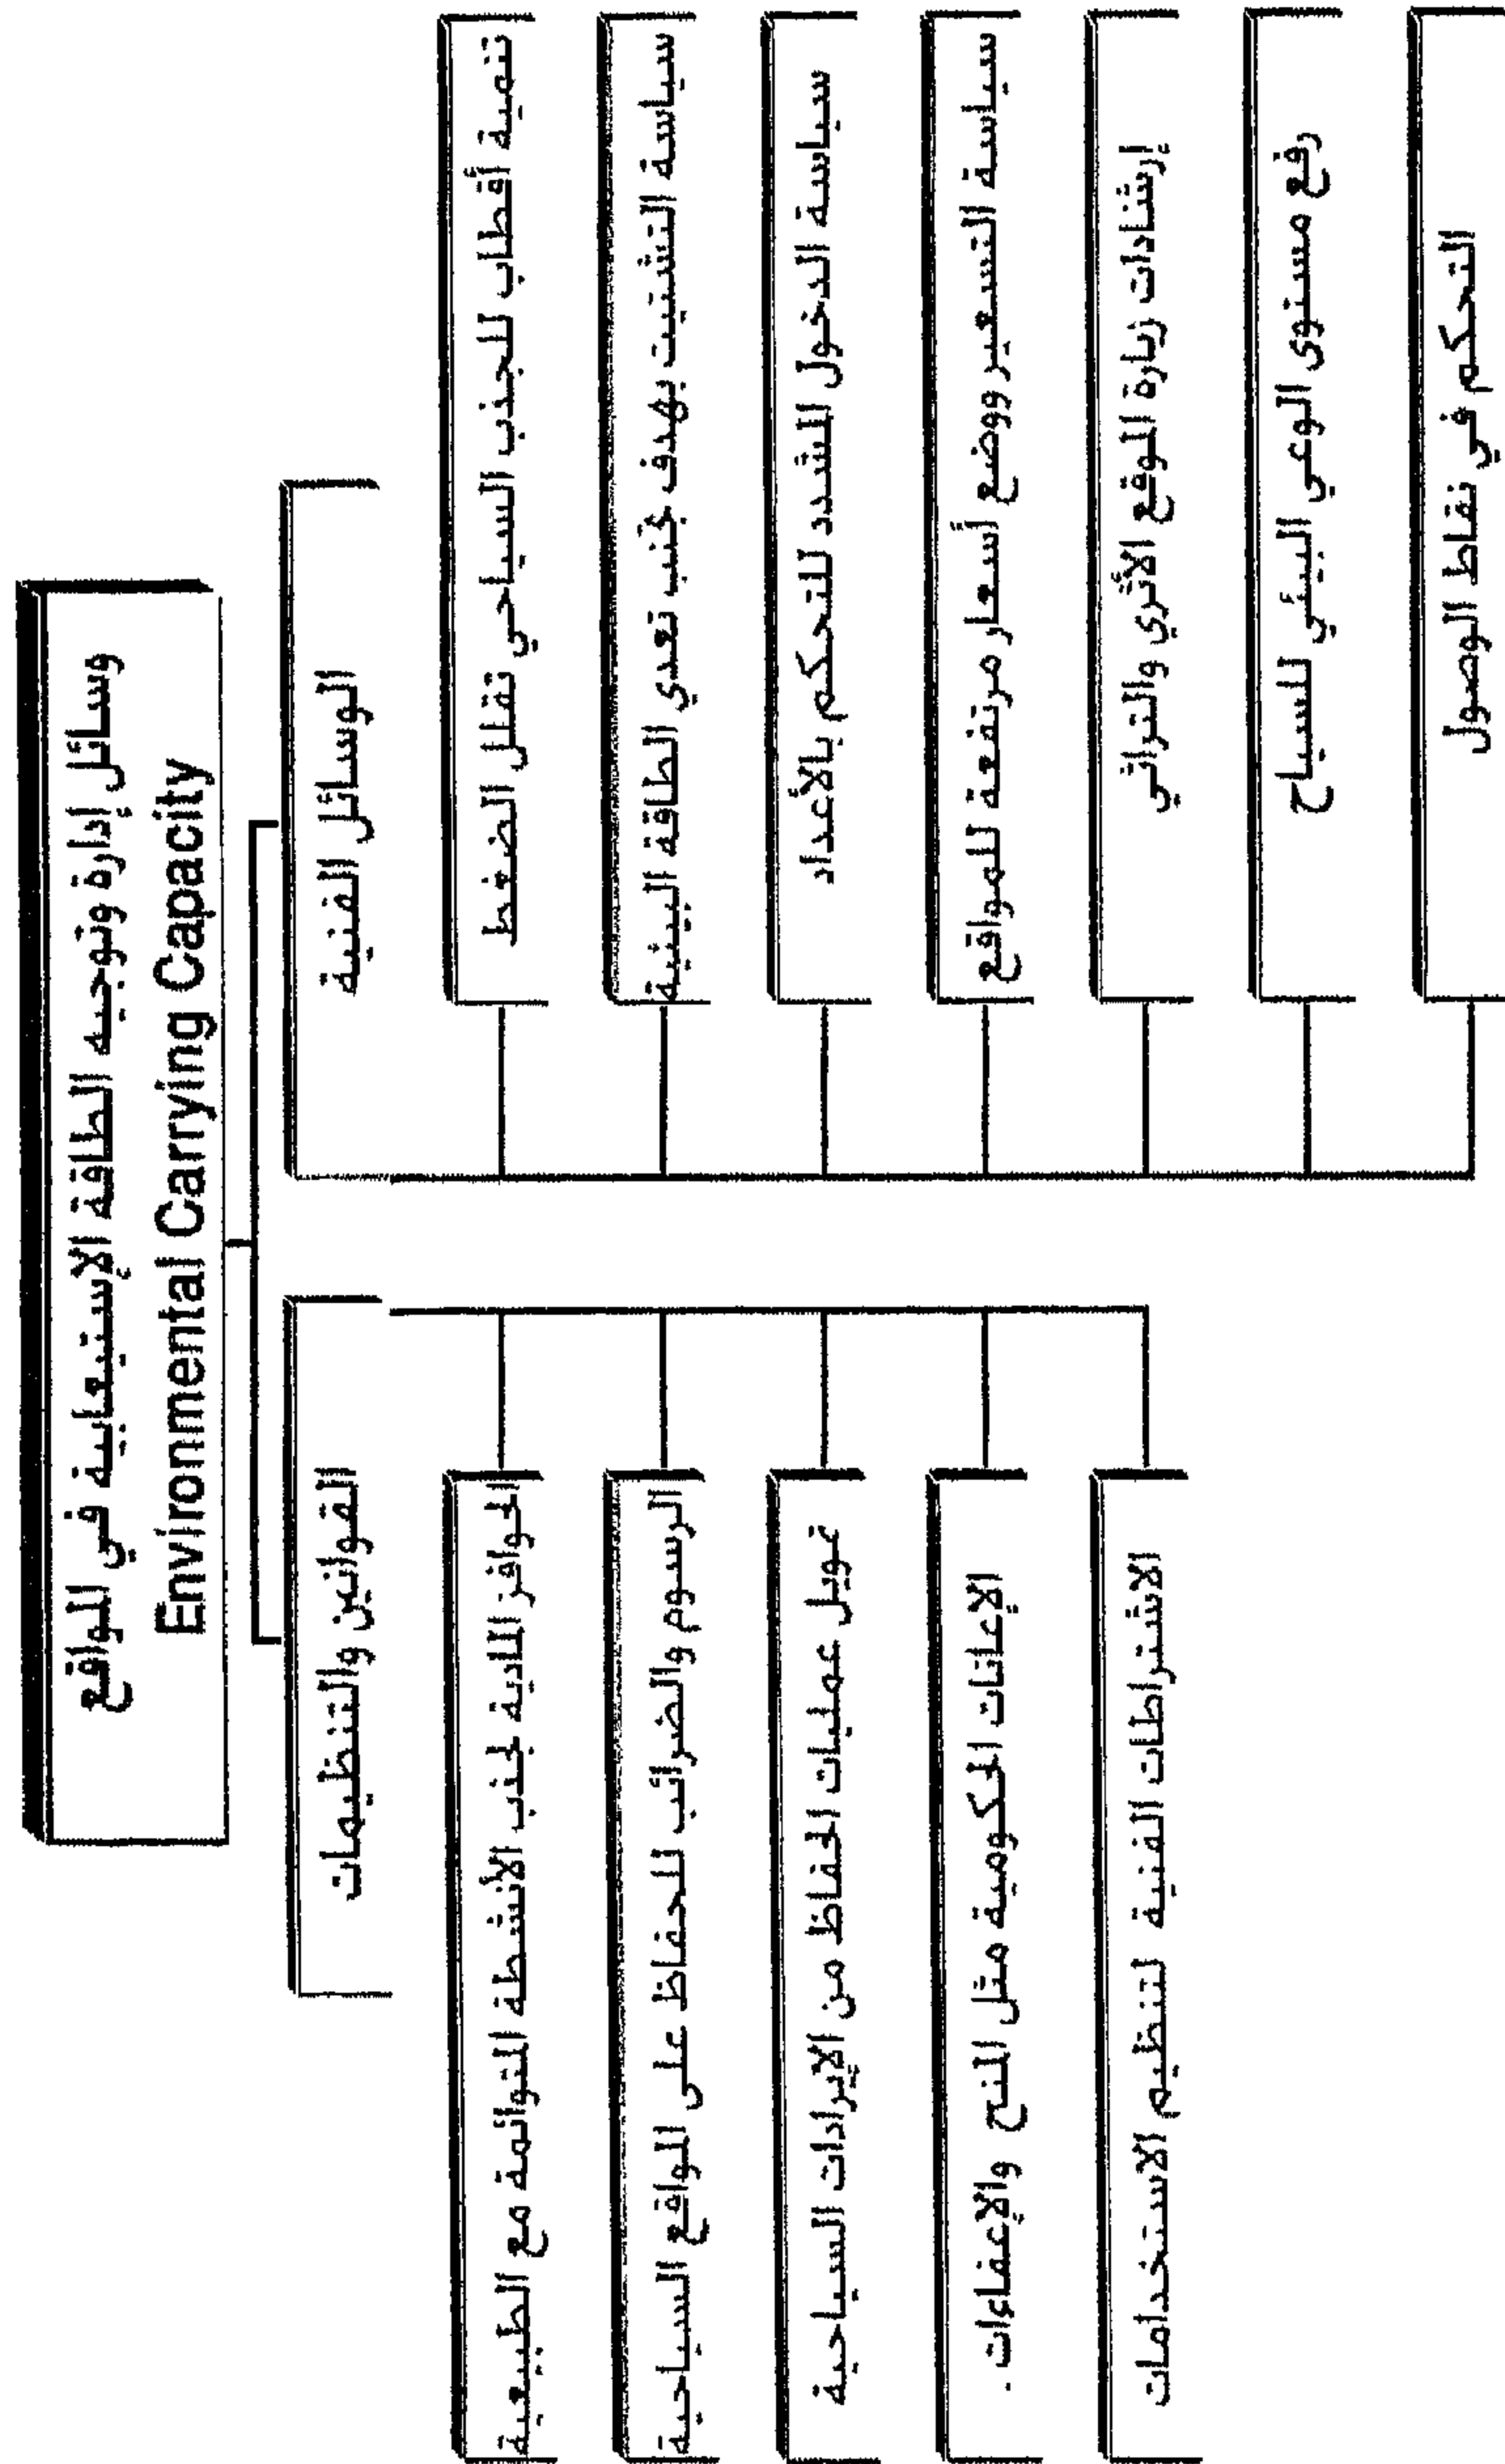 وسائل إدارة وتوجيه الطاقة الإستيعابية في المواقع
Environmental Carrying Capacity
الوسائل الفنية
تنمية أقطاب للجذب السياحي تقلل الضغط
سياسة التشتيت بهدف تجنب تعدي الطاقة البيئية
سياسة الدخول المشدد للتحكم بالأعداد
سياسة التسعير ووضع أسعار مرتفعة للمواقع
إرشادات زيارة الموقع الأثري والتراثي
رفع مستوى الوعي البيئي للسياح
التحكم في نقاط الوصول
القوانين والتنظيمات
الحوافز المادية لجذب الأنشطة المتوائمة مع الطبيعية
الرسوم والضرائب للحفاظ على المواقع السياحية
تمويل عمليات الحفاظ من الإيرادات السياحية
الإعانات الحكومية مثل المنح والإعفاءات .
الاشتراطات الفنية لتنظيم الاستخدامات